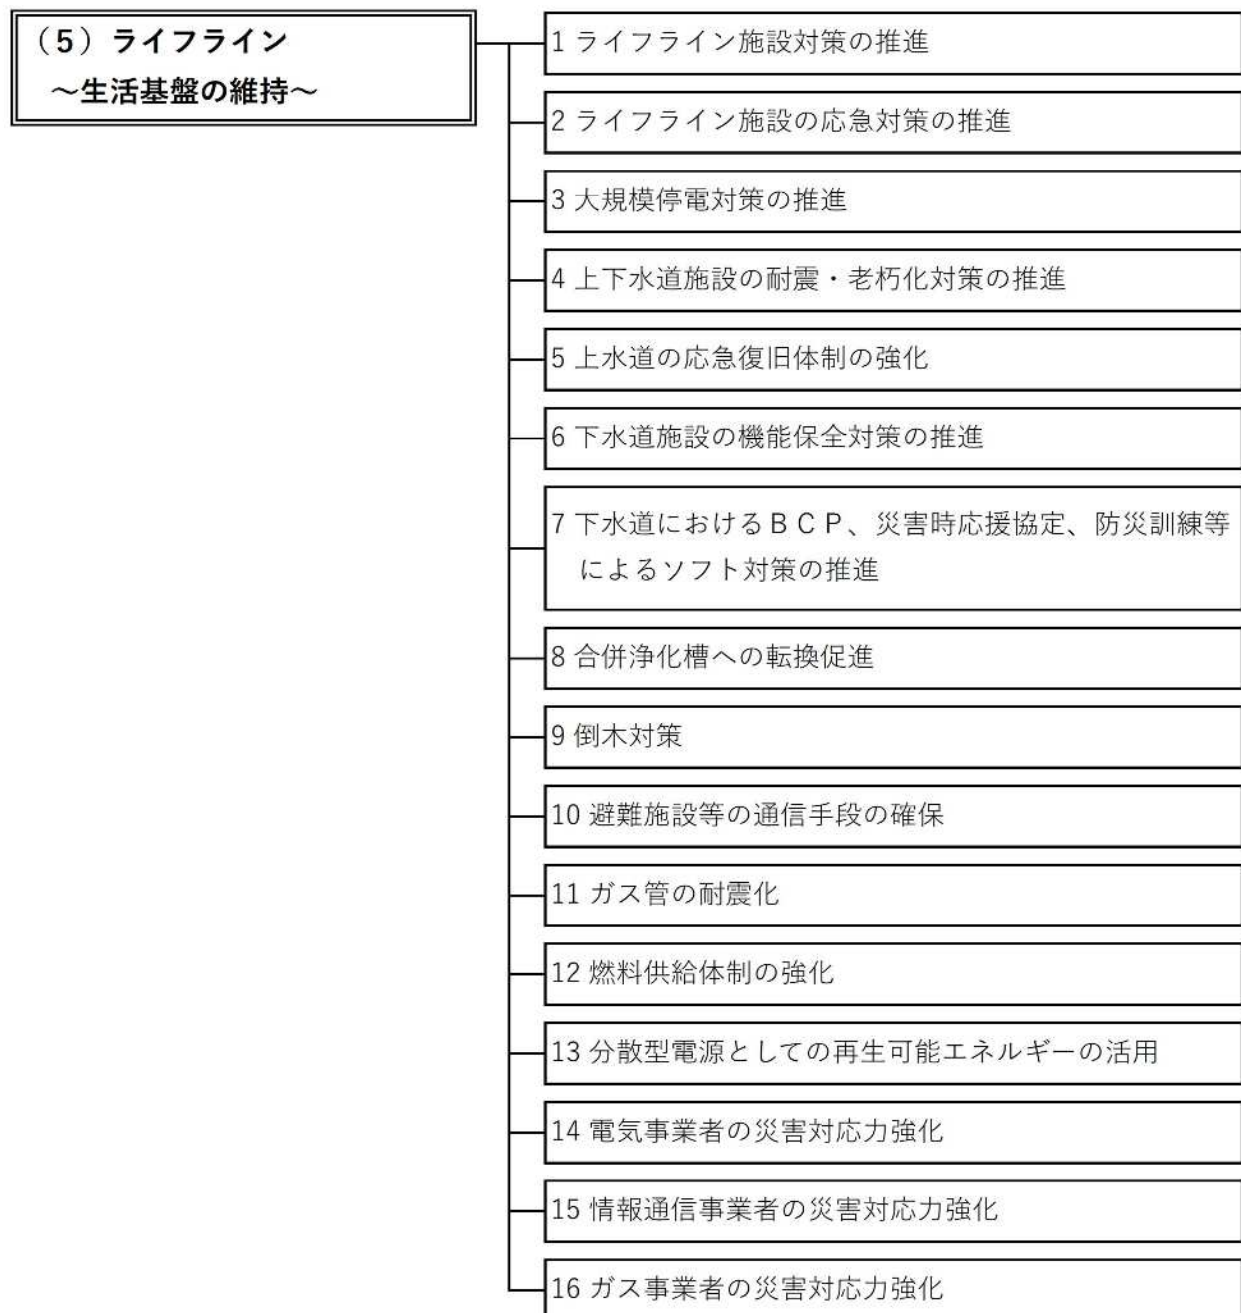 （５）ライフライン
～生活基盤の維持～
1 ライフライン施設対策の推進
2 ライフライン施設の応急対策の推進
3 大規模停電対策の推進
4 上下水道施設の耐震・老朽化対策の推進
5 上水道の応急復旧体制の強化
6 下水道施設の機能保全対策の推進
7 下水道におけるＢＣＰ、災害時応援協定、防災訓練等
によるソフト対策の推進
8 合併浄化槽への転換促進
9 倒木対策
10 避難施設等の通信手段の確保
11 ガス管の耐震化
12 燃料供給体制の強化
13 分散型電源としての再生可能エネルギーの活用
14 電気事業者の災害対応力強化
15 情報通信事業者の災害対応力強化
16 ガス事業者の災害対応力強化